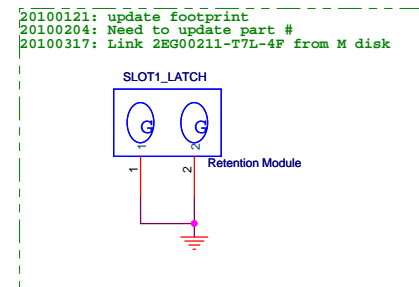 20100121: update footprint
20100204: Need to update part #
20100317: Link 2EG00211-T7L-4F from M disk
SLOT1_LATCH
G G
1 2
Retention Module
1 2